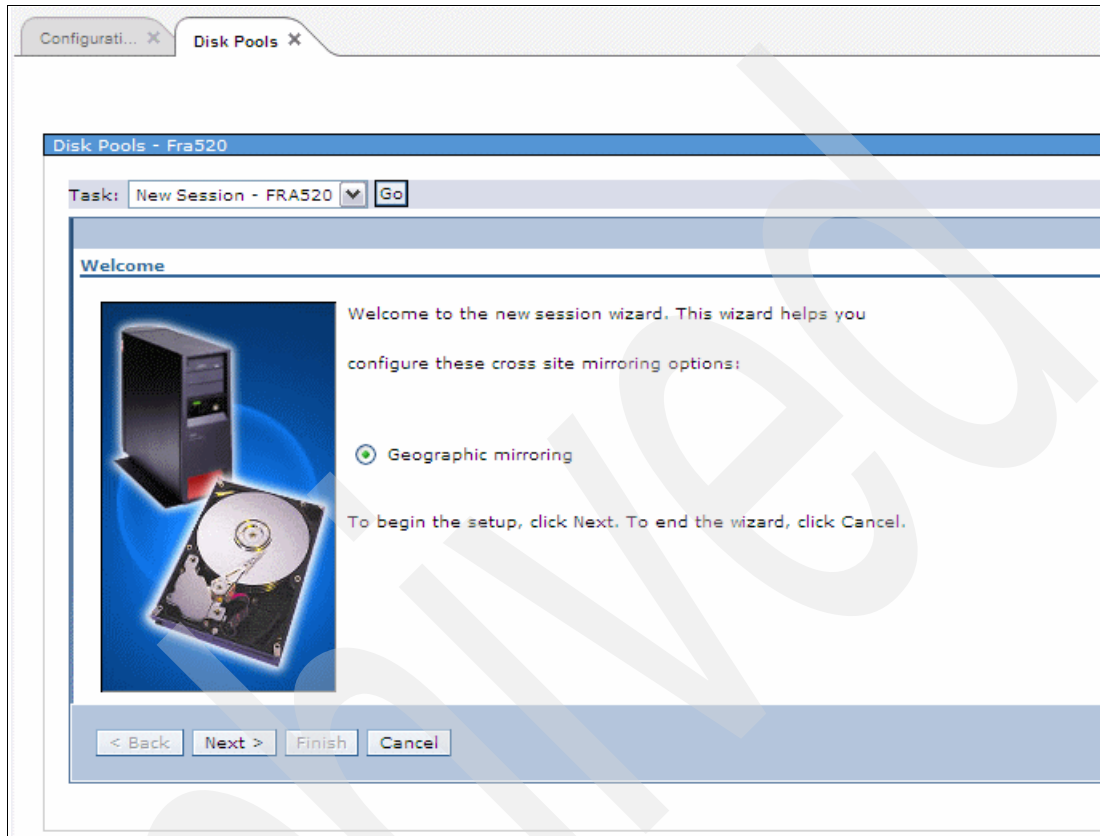 Configurati...
Disk Pools
Disk Pools - Fra520
Task: New Session - FRA520 Go
Welcome
Welcome to the new session wizard. This wizard helps you
configure these cross site mirroring options:
Geographic mirroring
To begin the setup, click Next. To end the wizard, click Cancel.
< Back Next > Finish Cancel